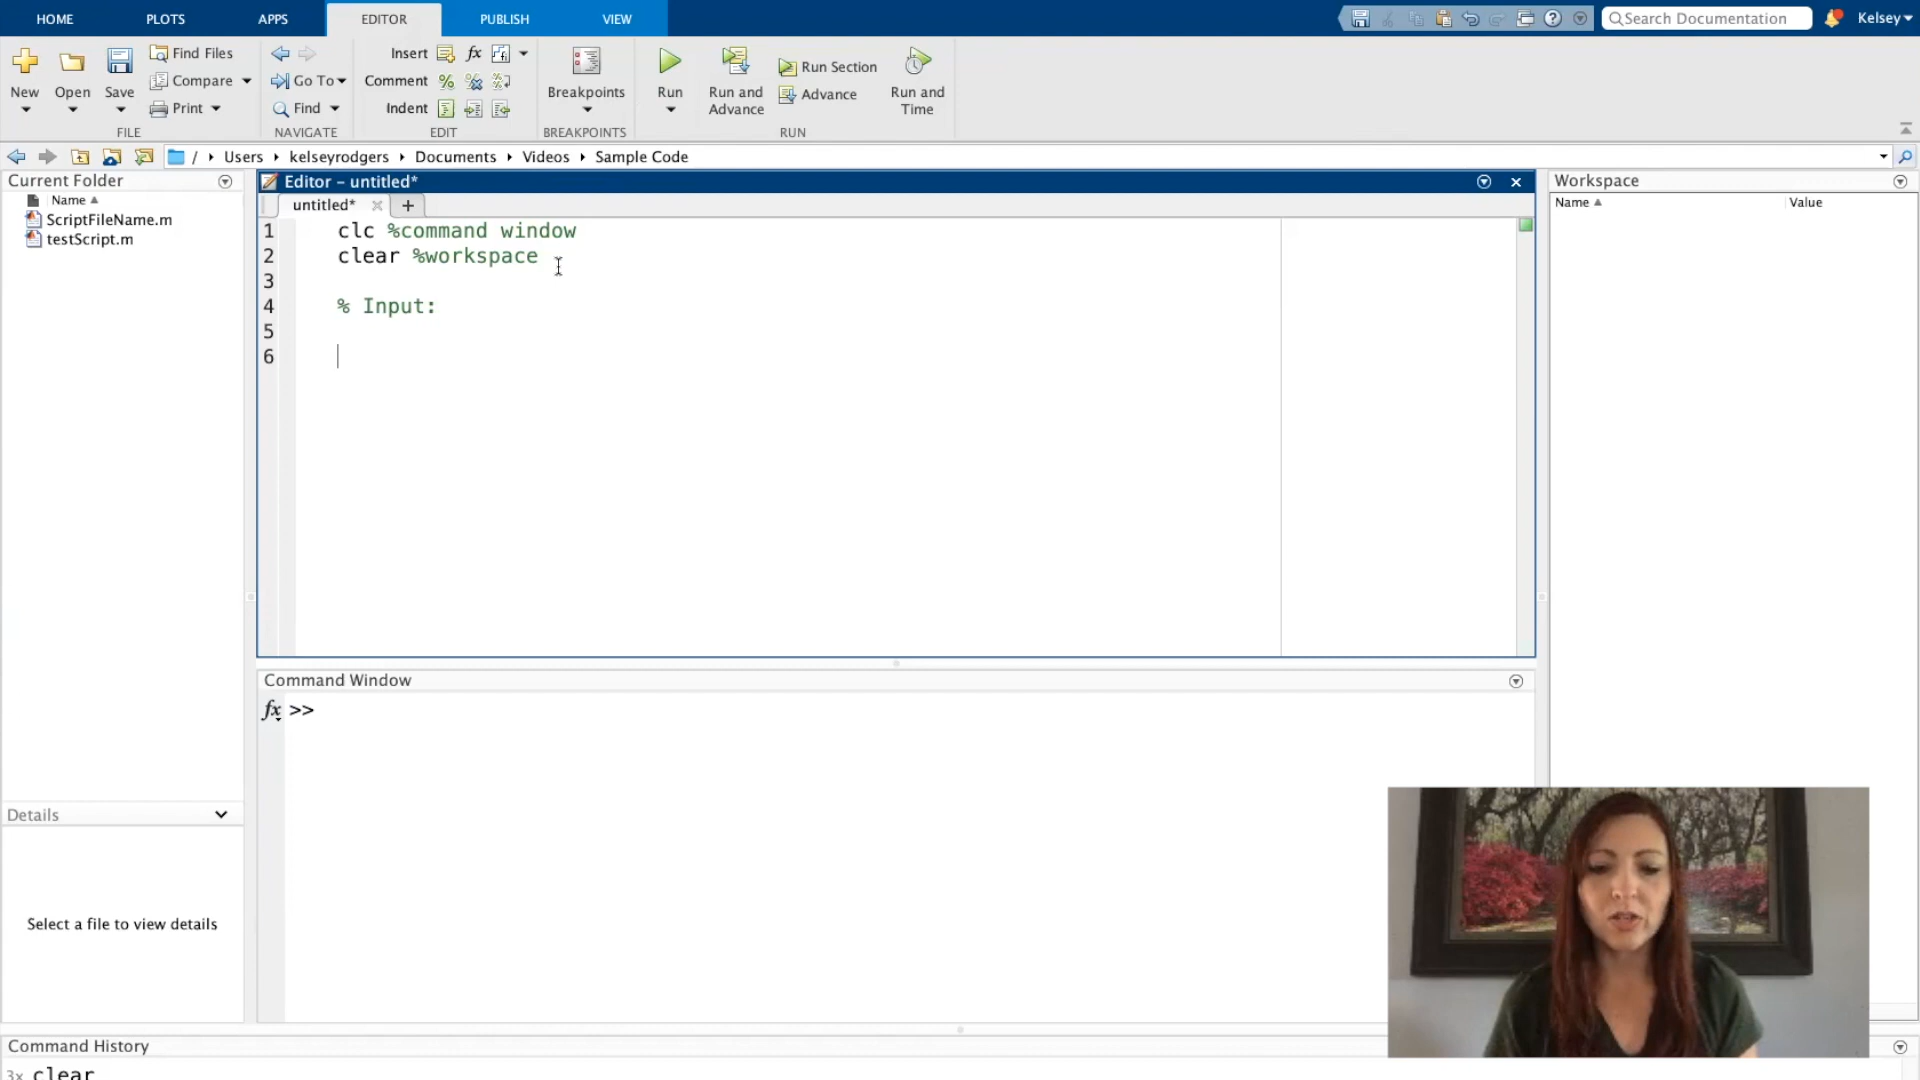 HOME PLOTS APPS EDITOR PUBLISH VIEW Search Documentation Kelsey
New Open Save Find Files Compare Print
FILE
Go To Find
NAVIGATE
Insert fx
Comment % %
Indent
EDIT
Breakpoints
BREAKPOINTS
Run Run and Advance Run Section Advance Run and Time
RUN
/ Users kelseyrodgers Documents Videos Sample Code
Current Folder
Name
ScriptFileName.m
testScript.m
Details
Select a file to view details
Editor – untitled*
untitled* +
1 clc %command window
2 clear %workspace
3
4 % Input:
5
6
Command Window
fx >>
Workspace
Name Value
Command History
3x clear